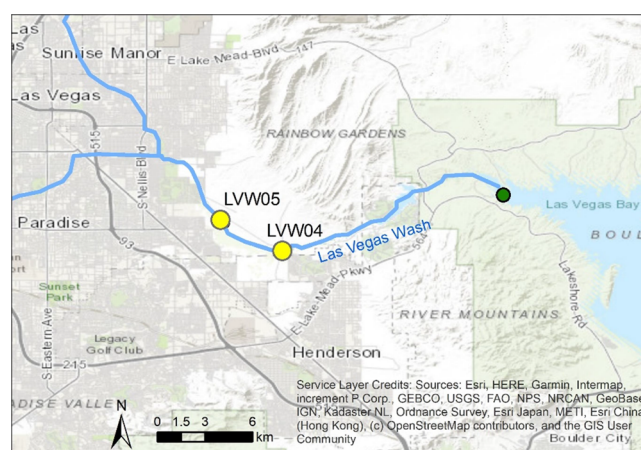 Las
Sunrise Manor
E Lake Mead Blvd
147
Las Vegas
515
RAINBOW GARDENS
S Nellis Blvd
LVW05
Las Vegas Bay
LVW04
Paradise
BOUL
Las Vegas Wash
564
93
Sunset
Park
E Lake Mead Pkwy
Lakeshore Rd
S Eastern Ave
Legacy
Golf Club
RIVER MOUNTAINS
215
Henderson
ADISE VALLEY
N
0 1.5 3 6
km
Service Layer Credits: Sources: Esri, HERE, Garmin, Intermap,
increment P Corp., GEBCO, USGS, FAO, NPS, NRCAN, GeoBase,
IGN, Kadaster NL, Ordnance Survey, Esri Japan, METI, Esri China
(Hong Kong), (c) OpenStreetMap contributors, and the GIS User
Community
Boulder City